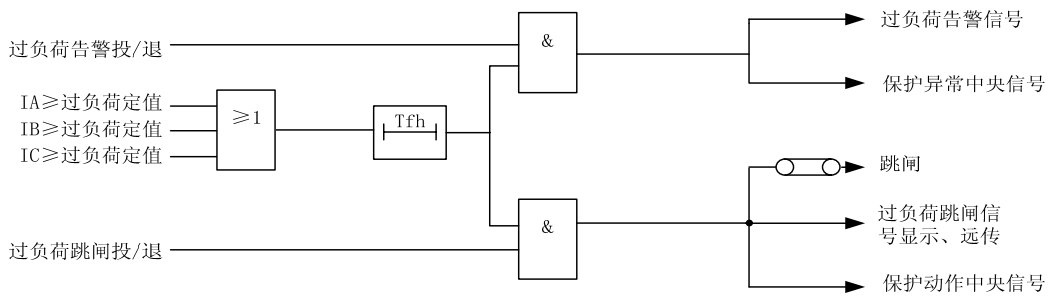 过负荷告警投/退
IA≥过负荷定值
IB≥过负荷定值
IC≥过负荷定值
≥1
Tfh
过负荷跳闸投/退
&
&
过负荷告警信号
保护异常中央信号
跳闸
过负荷跳闸信
号显示、远传
保护动作中央信号